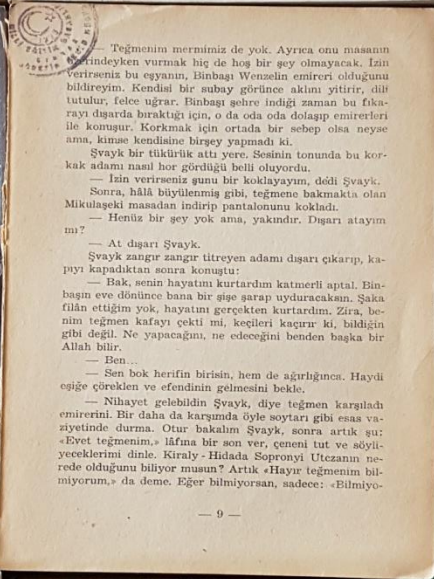 — Teğmenim mermimiz de yok. Ayrıca onu masanın
üzerindeyken vurmak hiç de hoş bir şey olmayacak. İzin
verirseniz bu eşyanın, Binbaşı Wenzelin emireri olduğunu
bildireyim. Kendisi bir subay görünce aklını yitirir, dili
tutulur, felce uğrar. Binbaşı şehre indiği zaman bu fıka-
rayı dışarda bıraktığı için, o da oda oda dolaşıp emirerleri
ile konuşur. Korkmak için ortada bir sebep olsa neyse
ama, kimse kendisine birşey yapmadı ki.
Şvayk bir tükürük attı yere. Sesinin tonunda bu kor-
kak adamı nasıl hor gördüğü belli oluyordu.
— İzin verirseniz şunu bir koklayayım, dedi Şvayk.
Sonra, hâlâ büyülenmiş gibi, teğmene bakmakta olan
Mikulaşeki masadan indirip pantalonunu kokladı.
— Henüz bir şey yok ama, yakındır. Dışarı atayım
mı?
— At dışarı Şvayk.
Şvayk zangır zangır titreyen adamı dışarı çıkarıp, ka-
pıyı kapadıktan sonra konuştu:
— Bak, senin hayatını kurtardım katmerli aptal. Bin-
başın eve dönünce bana bir şişe şarap uyduracaksın. Şaka
filân ettiğim yok, hayatını gerçekten kurtardım. Zira, be-
nim teğmen kafayı çekti mi, keçileri kaçırır ki, bildiğin
gibi değil. Ne yapacağını, ne edeceğini benden başka bir
Allah bilir.
— Ben...
— Sen bok herifin birisin, hem de ağırlığınca. Haydi
eşiğe çöreklen ve efendinin gelmesini bekle.
— Nihayet gelebildin Şvayk, diye teğmen karşıladı
emirerini. Bir daha da karşımda öyle soytarı gibi esas va-
ziyetinde durma. Otur bakalım Şvayk, sonra artık şu;
«Evet teğmenim,» lâfına bir son ver, çeneni tut ve söyli-
yeceklerimi dinle. Kiraly - Hidada Sopronyi Utczanın ne-
rede olduğunu biliyor musun? Artık «Hayır teğmenim bil-
miyorum,» da deme. Eğer bilmiyorsan, sadece: «Bilmiyo-
— 9 —